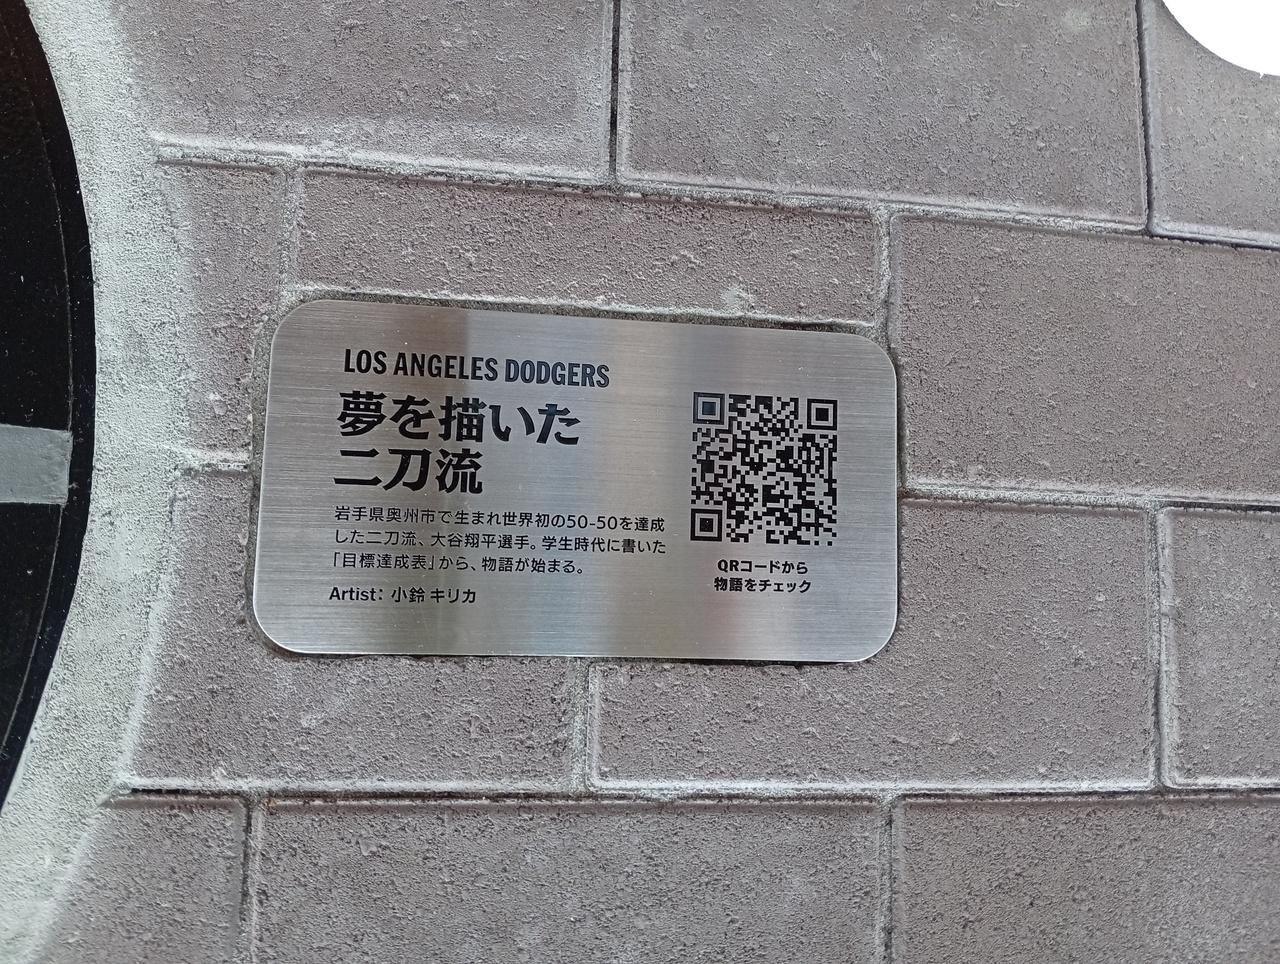 LOS ANGELES DODGERS
夢を描いた
二刀流
岩手県奥州市で生まれ世界初の50-50を達成
した二刀流、大谷翔平選手。学生時代に書いた
「目標達成表」から、物語が始まる。
Artist: 小鈴 キリカ
QRコードから
物語をチェック